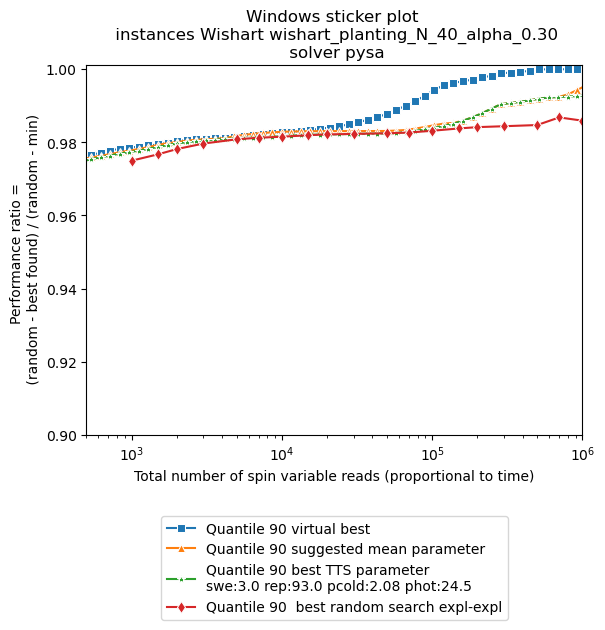 Windows sticker plot
instances Wishart wishart_planting_N_40_alpha_0.30
solver pysa
Performance ratio =
(random - best found) / (random - min)
1.00
0.98
0.96
0.94
0.92
0.90
10³
10⁴
10⁵
10⁶
Total number of spin variable reads (proportional to time)
Quantile 90 virtual best
Quantile 90 suggested mean parameter
Quantile 90 best TTS parameter
swe:3.0 rep:93.0 pcold:2.08 phot:24.5
Quantile 90  best random search expl-expl